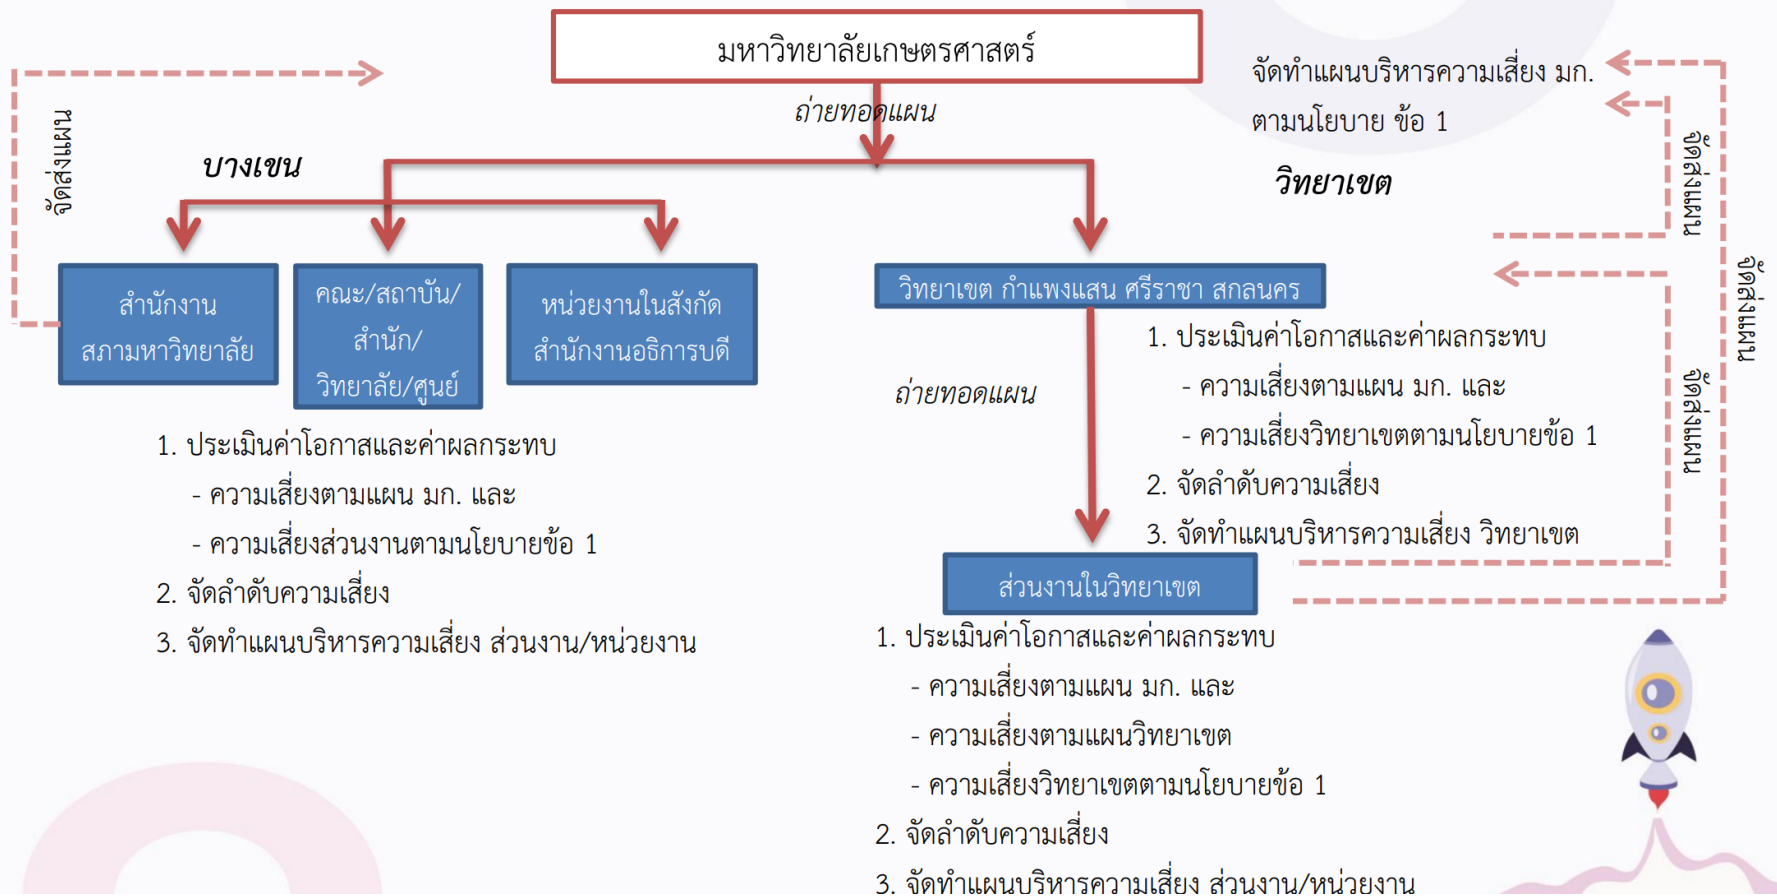 มหาวิทยาลัยเกษตรศาสตร์
จัดทำแผนบริหารความเสี่ยง มก.
ตามนโยบาย ข้อ 1
ถ่ายทอดแผน
บางเขน
วิทยาเขต
จัดส่งแผน
จัดส่งแผน
จัดส่งแผน
จัดส่งแผน
สำนักงาน
สภามหาวิทยาลัย
คณะ/สถาบัน/
สำนัก/
วิทยาลัย/ศูนย์
หน่วยงานในสังกัด
สำนักงานอธิการบดี
1. ประเมินค่าโอกาสและค่าผลกระทบ
- ความเสี่ยงตามแผน มก. และ
- ความเสี่ยงส่วนงานตามนโยบายข้อ 1
2. จัดลำดับความเสี่ยง
3. จัดทำแผนบริหารความเสี่ยง ส่วนงาน/หน่วยงาน
วิทยาเขต กำแพงแสน ศรีราชา สกลนคร
ถ่ายทอดแผน
1. ประเมินค่าโอกาสและค่าผลกระทบ
- ความเสี่ยงตามแผน มก. และ
- ความเสี่ยงวิทยาเขตตามนโยบายข้อ 1
2. จัดลำดับความเสี่ยง
3. จัดทำแผนบริหารความเสี่ยง วิทยาเขต
ส่วนงานในวิทยาเขต
1. ประเมินค่าโอกาสและค่าผลกระทบ
- ความเสี่ยงตามแผน มก. และ
- ความเสี่ยงตามแผนวิทยาเขต
- ความเสี่ยงวิทยาเขตตามนโยบายข้อ 1
2. จัดลำดับความเสี่ยง
3. จัดทำแผนบริหารความเสี่ยง ส่วนงาน/หน่วยงาน